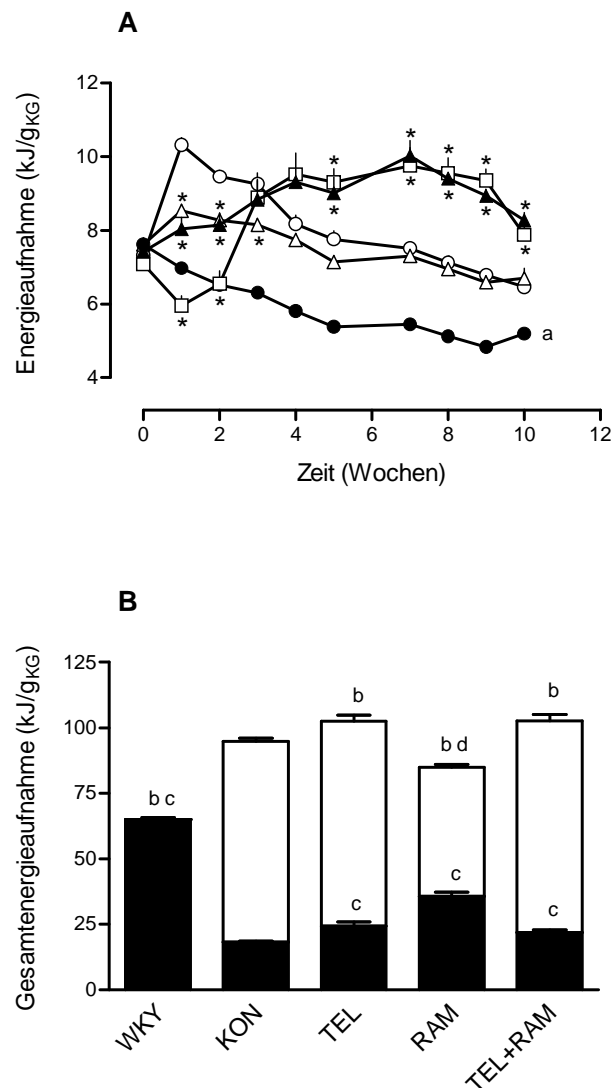 A
Energieaufnahme (kJ/gKG)
12
10
8
6
4
* * * *
* * * *
* * * * *
* * *
a
0 2 4 6 8 10 12
Zeit (Wochen)
B
Gesamtenergieaufnahme (kJ/gKG)
125
100
75
50
25
0
b c
b
b d
b
c
c
c
WKY
KON
TEL
RAM
TEL+RAM